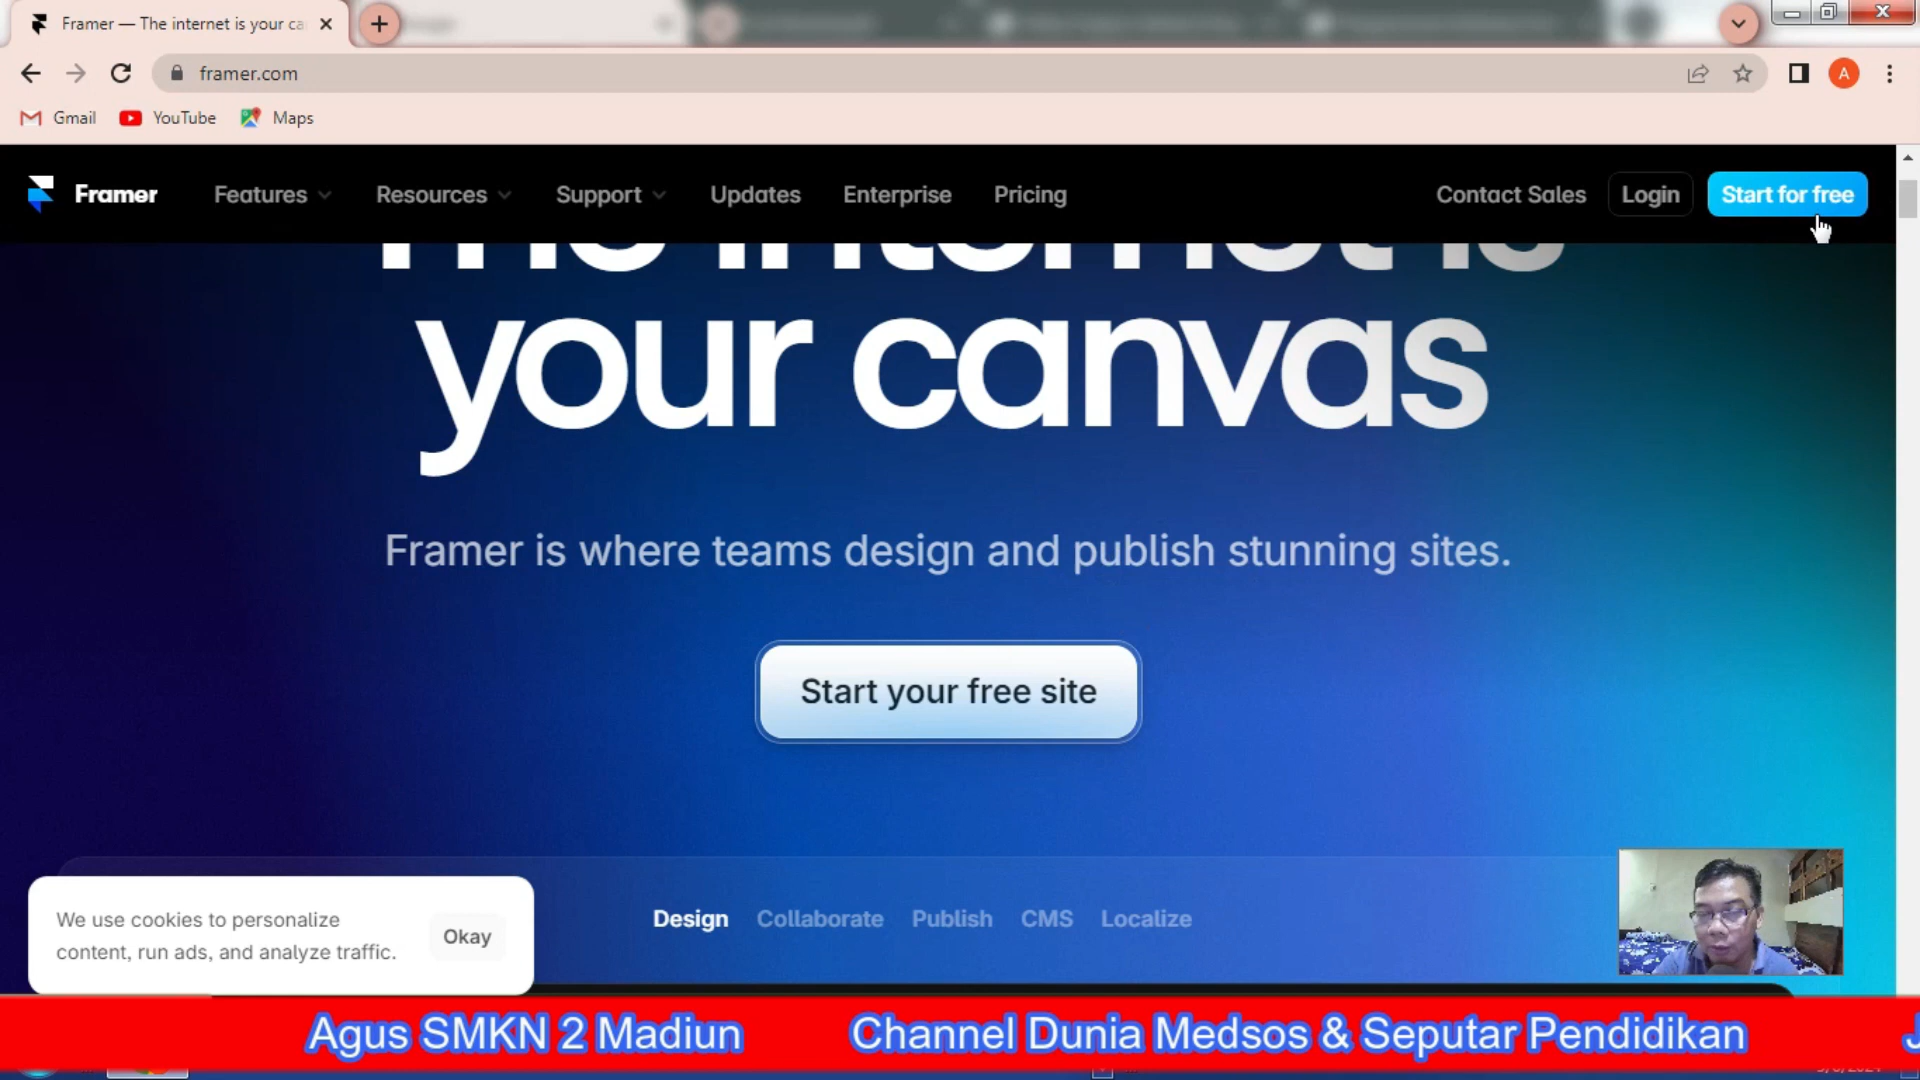 Framer — The internet is your ca
framer.com
A
Gmail
YouTube
Maps
Framer
Features
Resources
Support
Updates
Enterprise
Pricing
Contact Sales
Login
Start for free
The internet is
your canvas
Framer is where teams design and publish stunning sites.
Start your free site
Design
Collaborate
Publish
CMS
Localize
We use cookies to personalize
content, run ads, and analyze traffic.
Okay
Agus SMKN 2 Madiun
Channel Dunia Medsos & Seputar Pendidikan